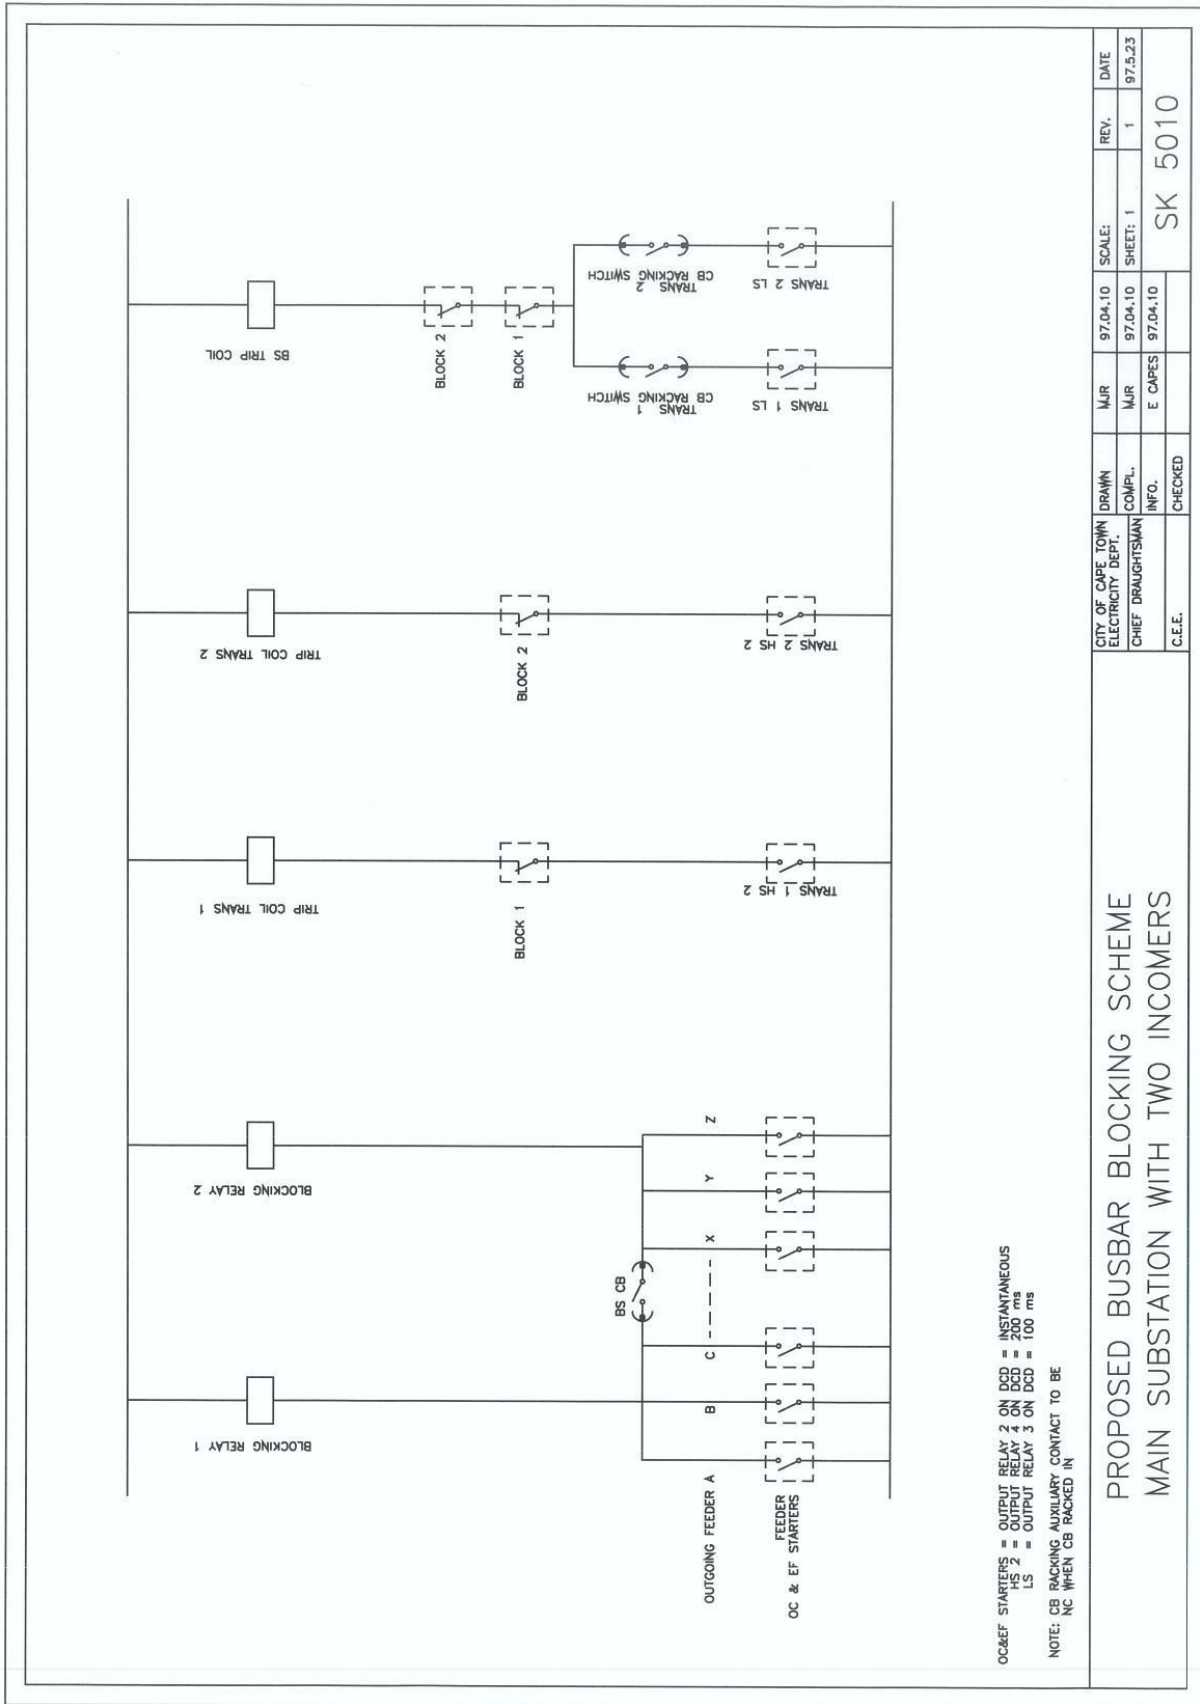 BLOCKING RELAY 1
BLOCKING RELAY 2
TRIP COIL TRANS 1
TRIP COIL TRANS 2
BS TRIP COIL
BLOCK 2
BLOCK 1
BLOCK 2
BLOCK 1
BS CB
TRANS 1
CB RACKING SWITCH
TRANS 2
CB RACKING SWITCH
OUTGOING FEEDER A
B
C
X
Y
Z
FEEDER
OC & EF STARTERS
TRANS 1 HS 2
TRANS 2 HS 2
TRANS 1 LS
TRANS 2 LS
OC&EF STARTERS = OUTPUT RELAY 2 ON DCD = INSTANTANEOUS
HS 2 = OUTPUT RELAY 4 ON DCD = 200 ms
LS = OUTPUT RELAY 3 ON DCD = 100 ms
NOTE: CB RACKING AUXILIARY CONTACT TO BE
NC WHEN CB RACKED IN
PROPOSED BUSBAR BLOCKING SCHEME
MAIN SUBSTATION WITH TWO INCOMERS
CITY OF CAPE TOWN
ELECTRICITY DEPT.
CHIEF DRAUGHTSMAN
C.E.E.
DRAWN MJR 97.04.10
COMPL. MJR 97.04.10
INFO. E CAPES 97.04.10
CHECKED
SCALE: REV. DATE
SHEET: 1 1 97.5.23
SK 5010